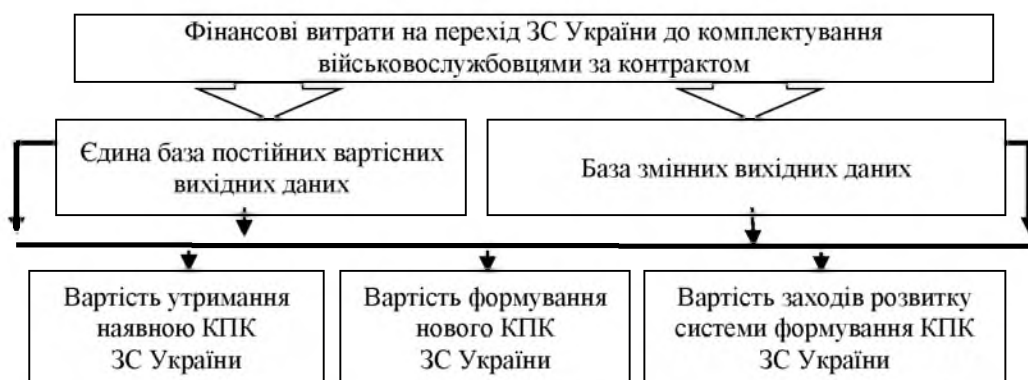 Фінансові витрати на перехід ЗС України до комплектування
військовослужбовцями за контрактом
Єдина база постійних вартісних
вихідних даних
База змінних вихідних даних
Вартість утримання
наявною КПК
ЗС України
Вартість формування
нового КПК
ЗС України
Вартість заходів розвитку
системи формування КПК
ЗС України